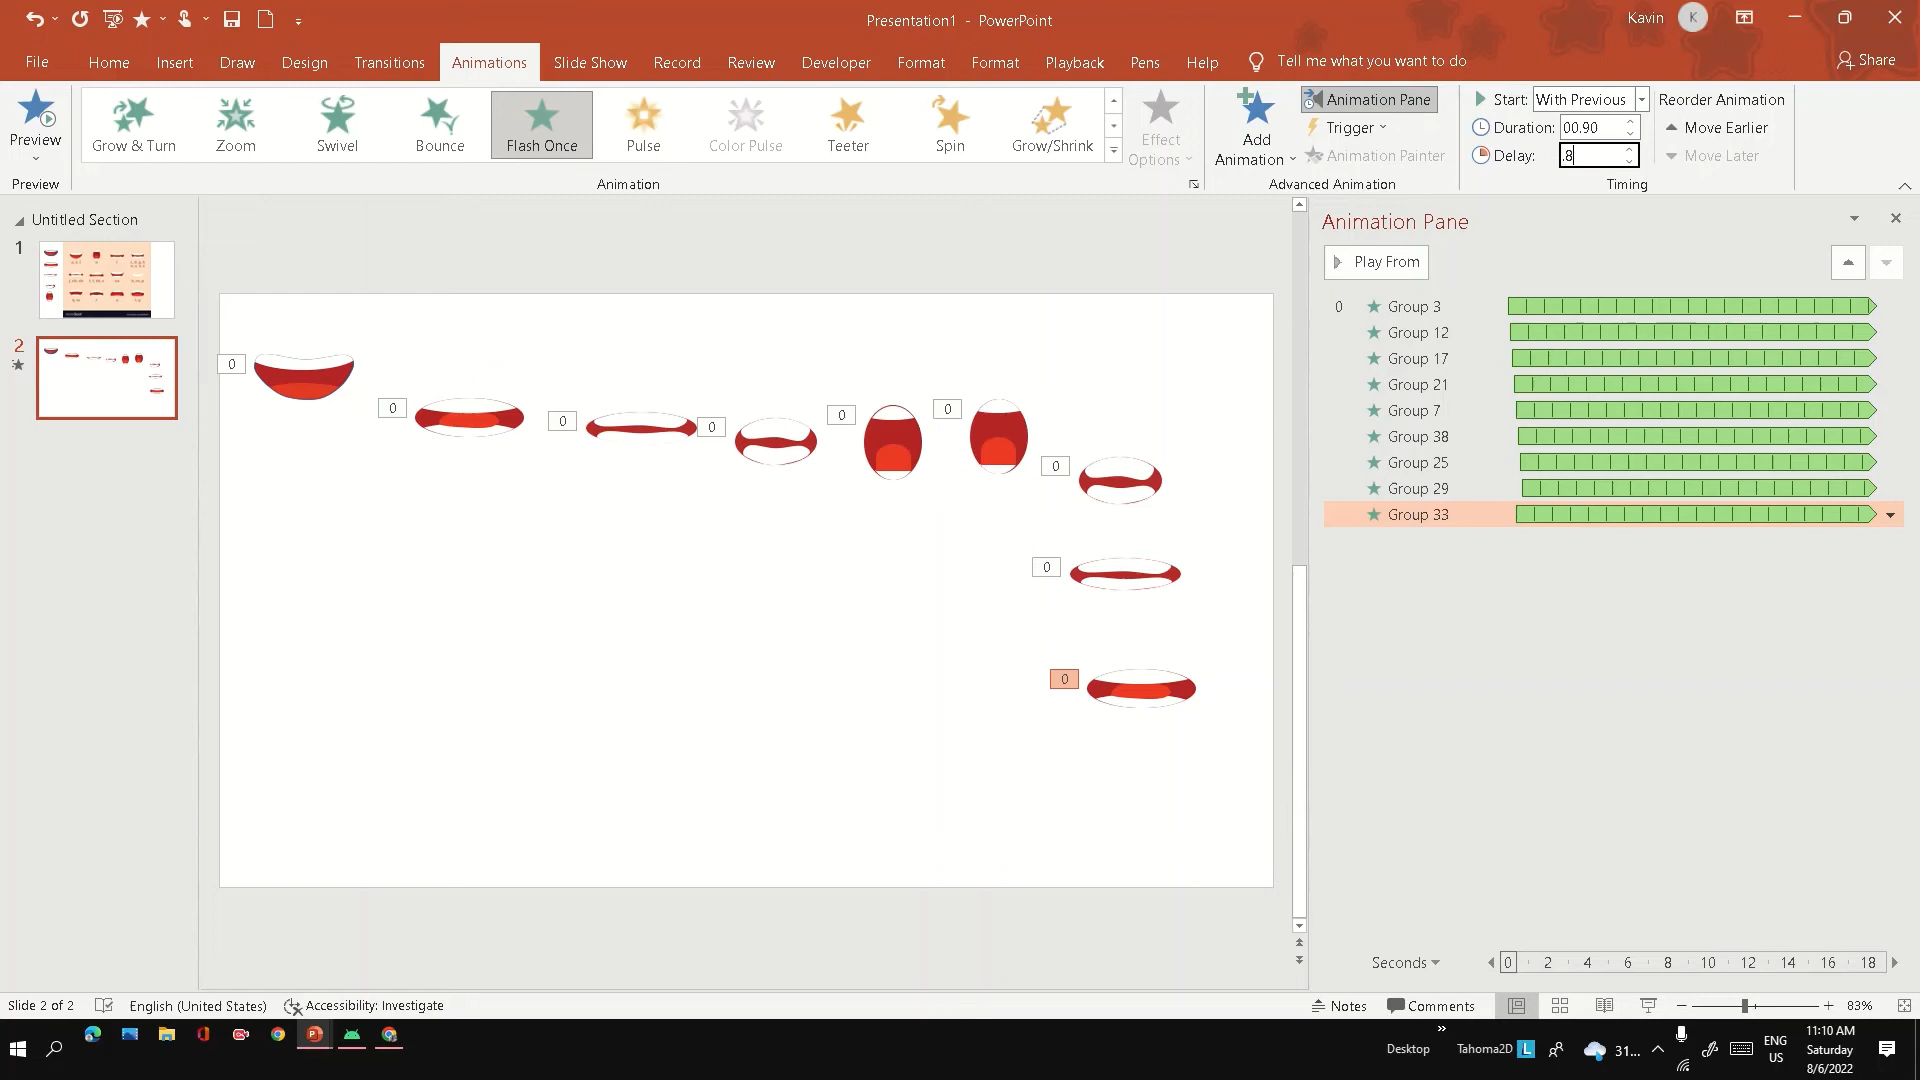 Presentation1 - PowerPoint
Kavin
K
File
Home
Insert
Draw
Design
Transitions
Animations
Slide Show
Record
Review
Developer
Format
Format
Playback
Pens
Help
Tell me what you want to do
Share
Preview
Grow & Turn
Zoom
Swivel
Bounce
Flash Once
Pulse
Color Pulse
Teeter
Spin
Grow/Shrink
Effect
Options
Add
Animation
Animation Pane
Trigger
Animation Painter
Start: With Previous
Duration: 00.90
Delay: .8
Reorder Animation
Move Earlier
Move Later
Preview
Animation
Advanced Animation
Timing
Untitled Section
1
2
0
0
0
0
0
0
0
0
0
Animation Pane
Play From
0 Group 3
Group 12
Group 17
Group 21
Group 7
Group 38
Group 25
Group 29
Group 33
Seconds
0 2 4 6 8 10 12 14 16 18
Slide 2 of 2
English (United States)
Accessibility: Investigate
Notes
Comments
83%
Desktop
Tahoma2D
L
31...
ENG
US
11:10 AM
Saturday
8/6/2022